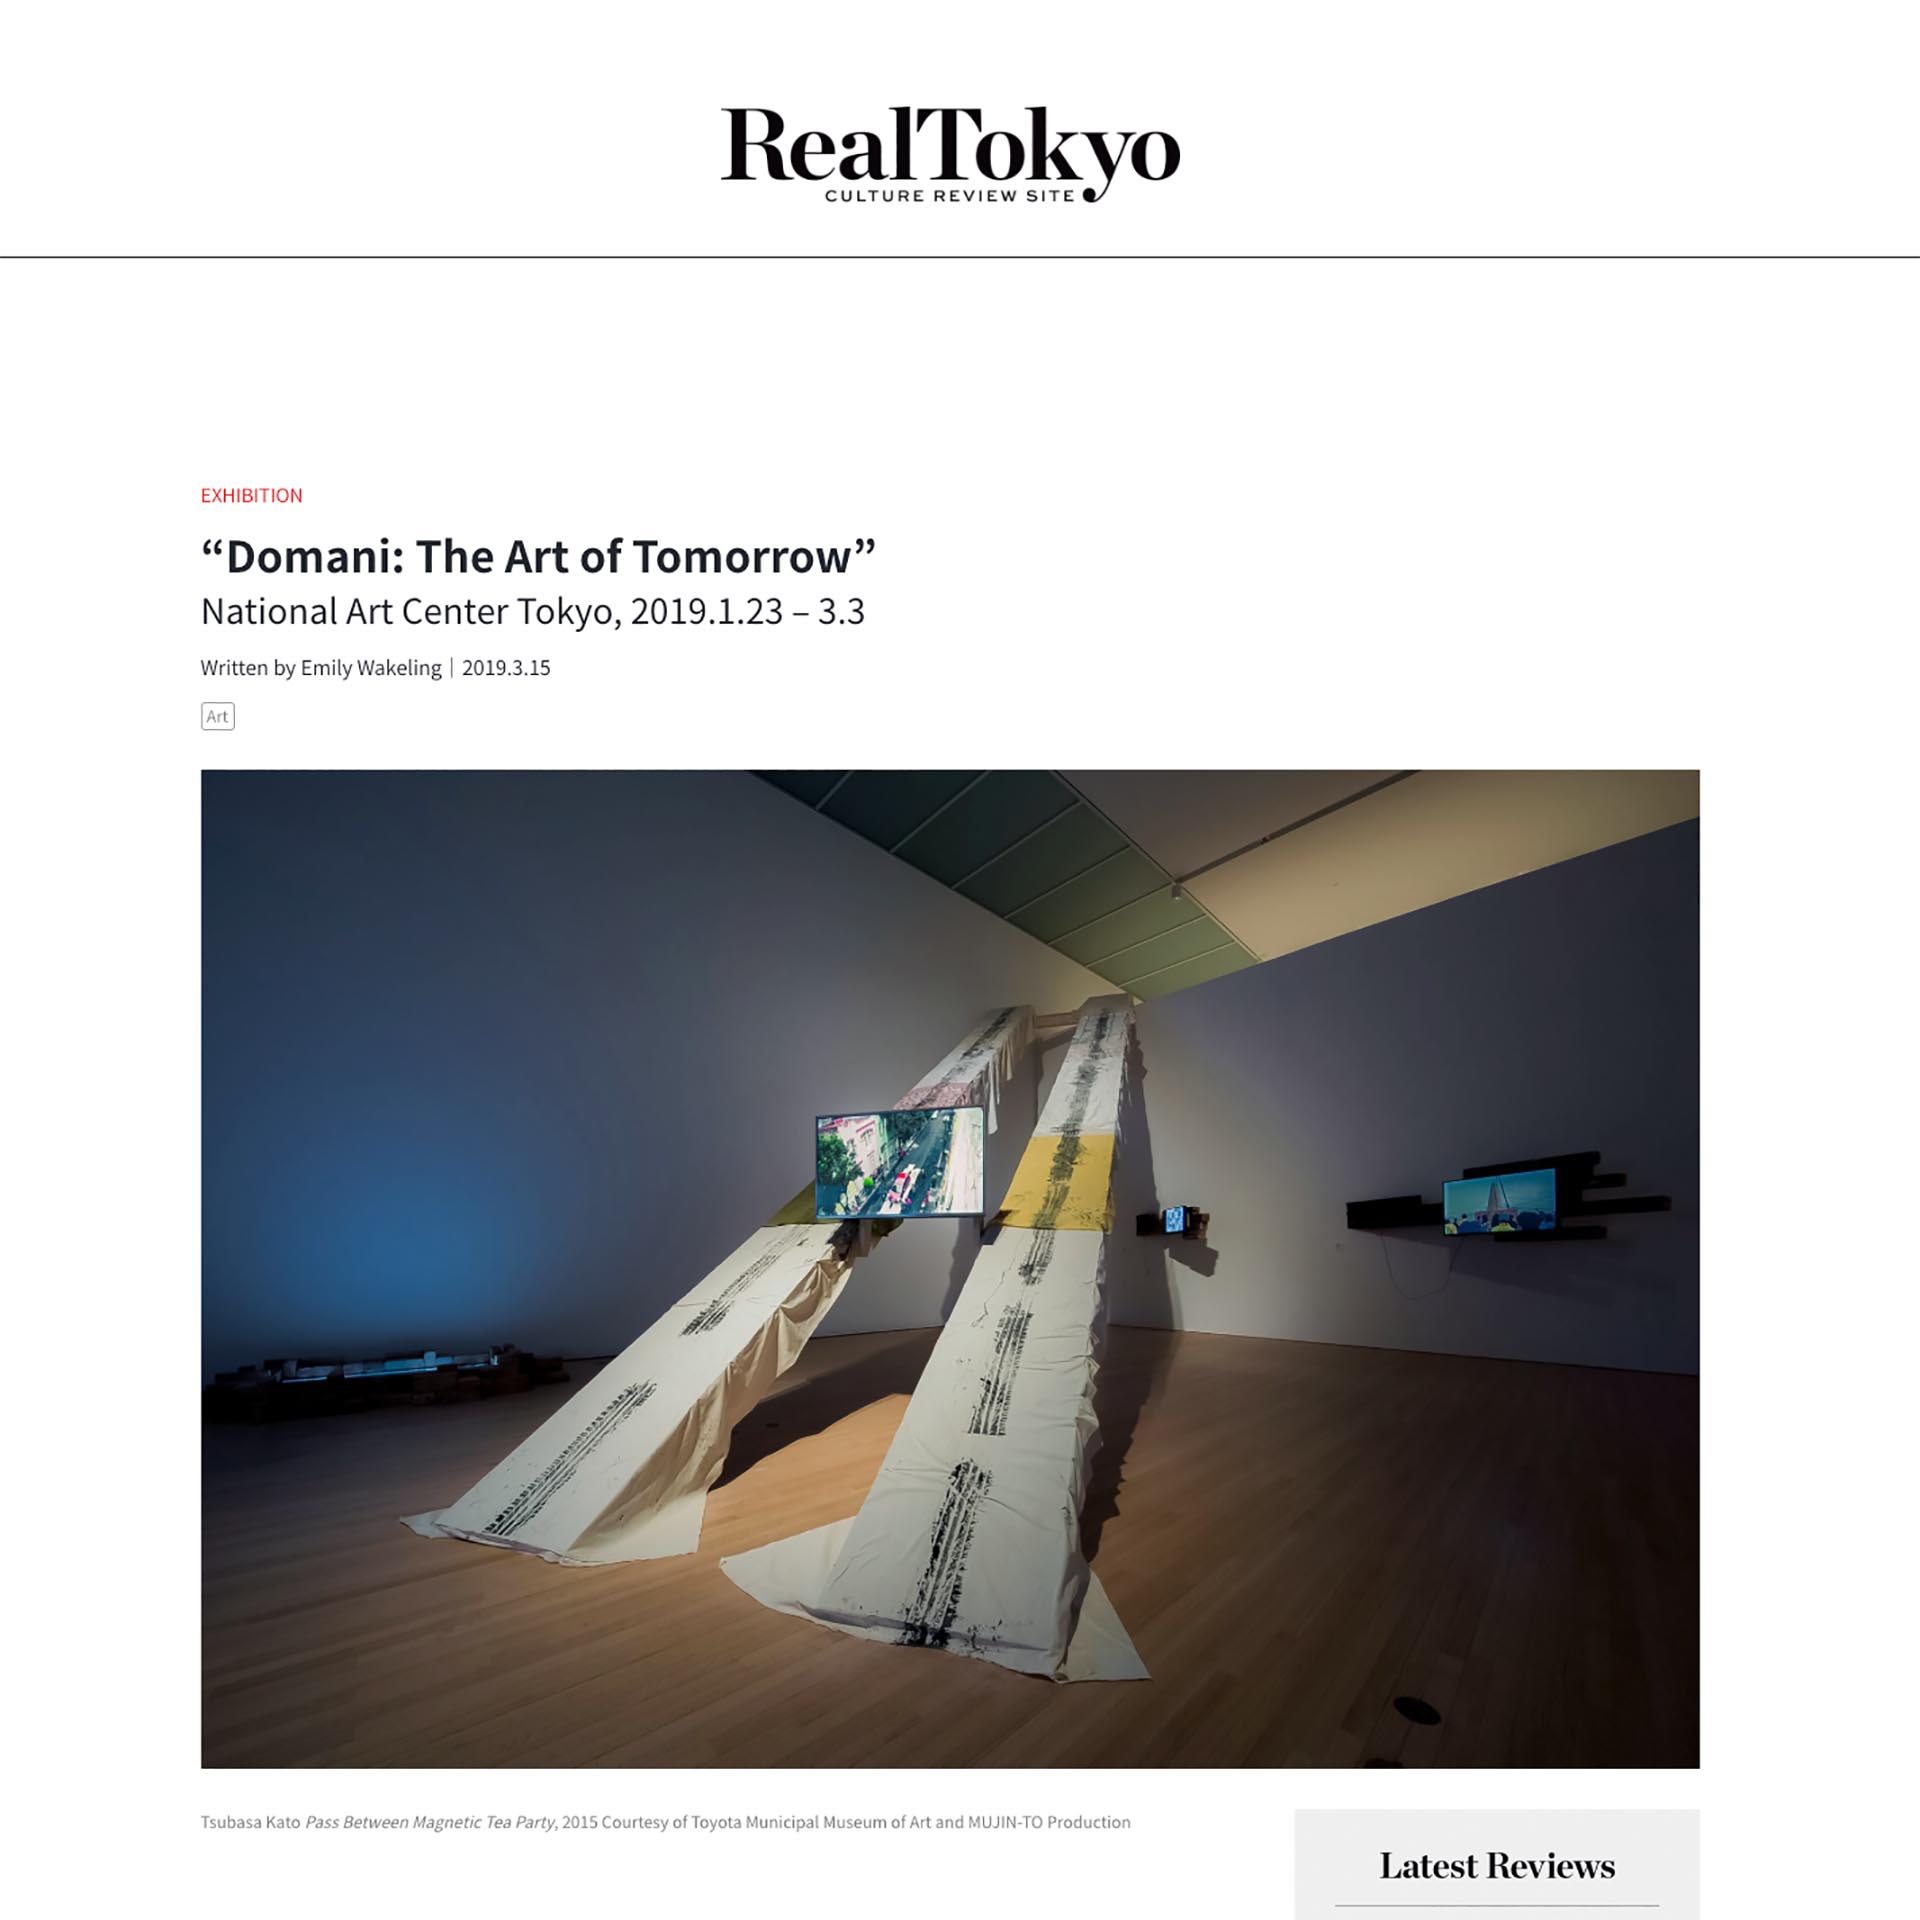 RealTokyo
CULTURE REVIEW SITE
EXHIBITION
“Domani: The Art of Tomorrow”
National Art Center Tokyo, 2019.1.23 – 3.3
Written by Emily Wakeling｜2019.3.15
Art
Tsubasa Kato Pass Between Magnetic Tea Party, 2015 Courtesy of Toyota Municipal Museum of Art and MUJIN-TO Production
Latest Reviews